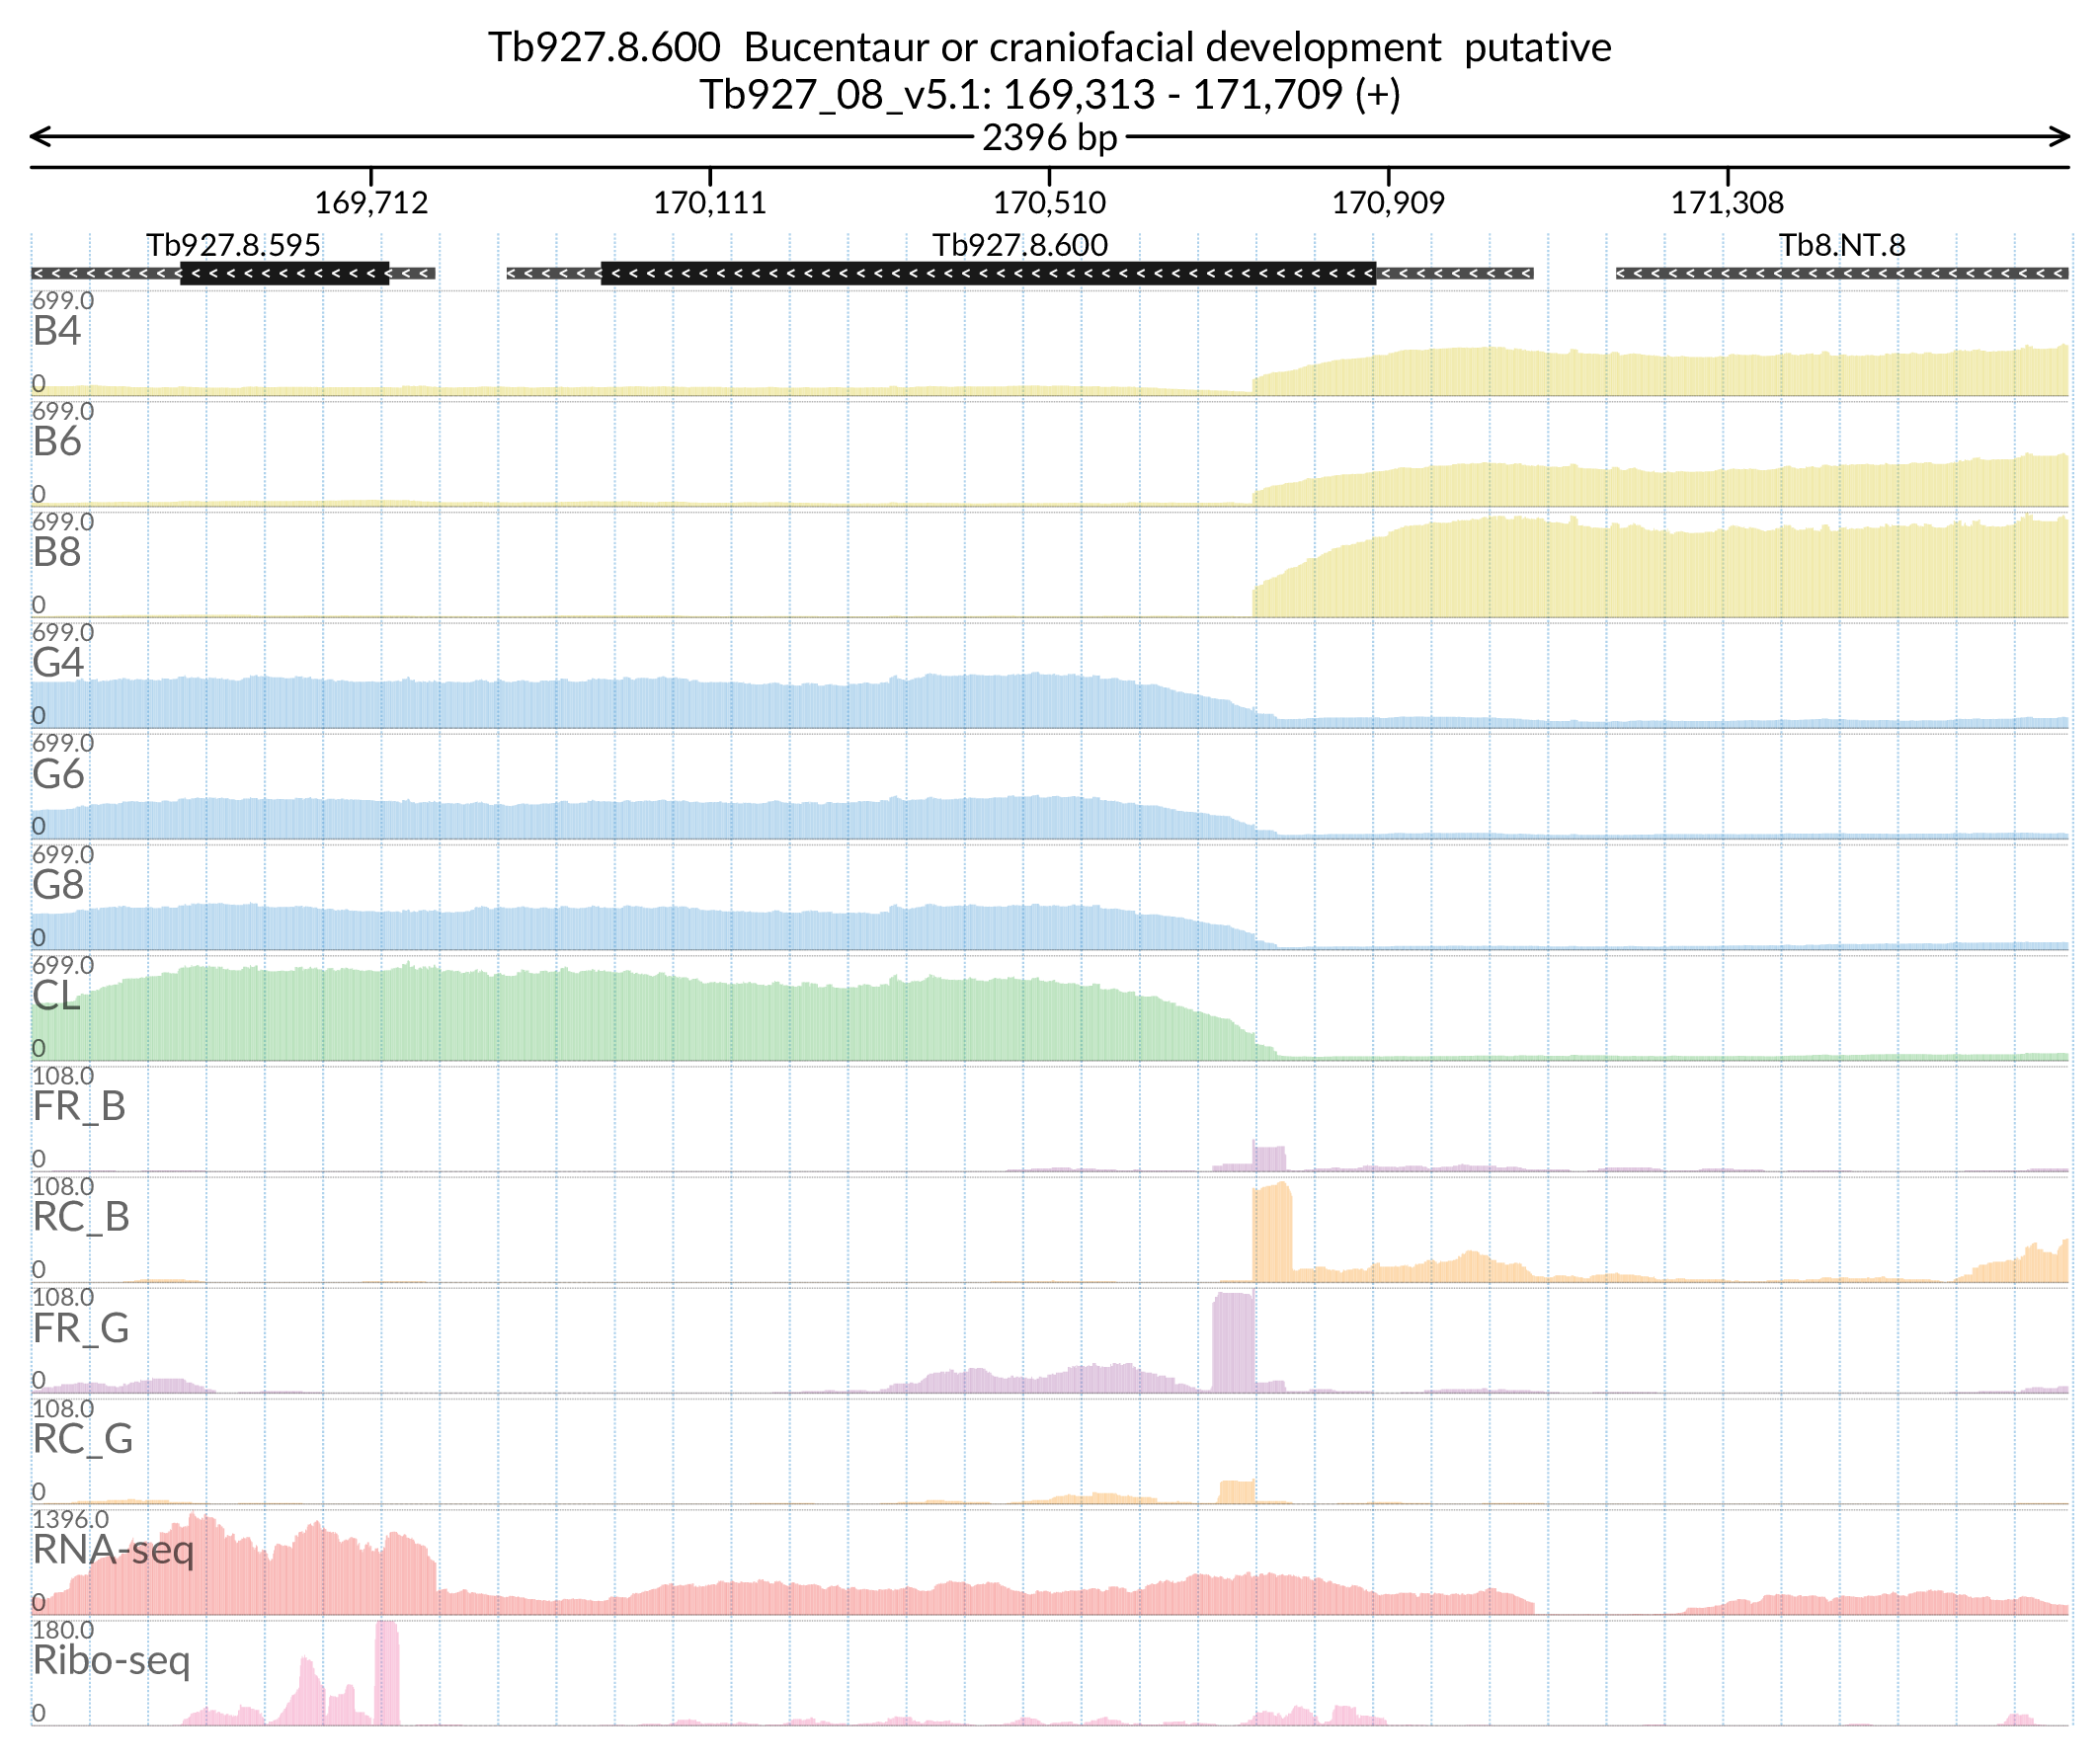 Tb927.8.600 Bucentaur or craniofacial development putative
Tb927_08_v5.1: 169,313 - 171,709 (+)
2396 bp
169,712 170,111 170,510 170,909 171,308
Tb927.8.595 Tb927.8.600 Tb8.NT.8
699.0
B4
0
699.0
B6
0
699.0
B8
0
699.0
G4
0
699.0
G6
0
699.0
G8
0
699.0
CL
0
108.0
FR_B
0
108.0
RC_B
0
108.0
FR_G
0
108.0
RC_G
0
1396.0
RNA-seq
0
180.0
Ribo-seq
0